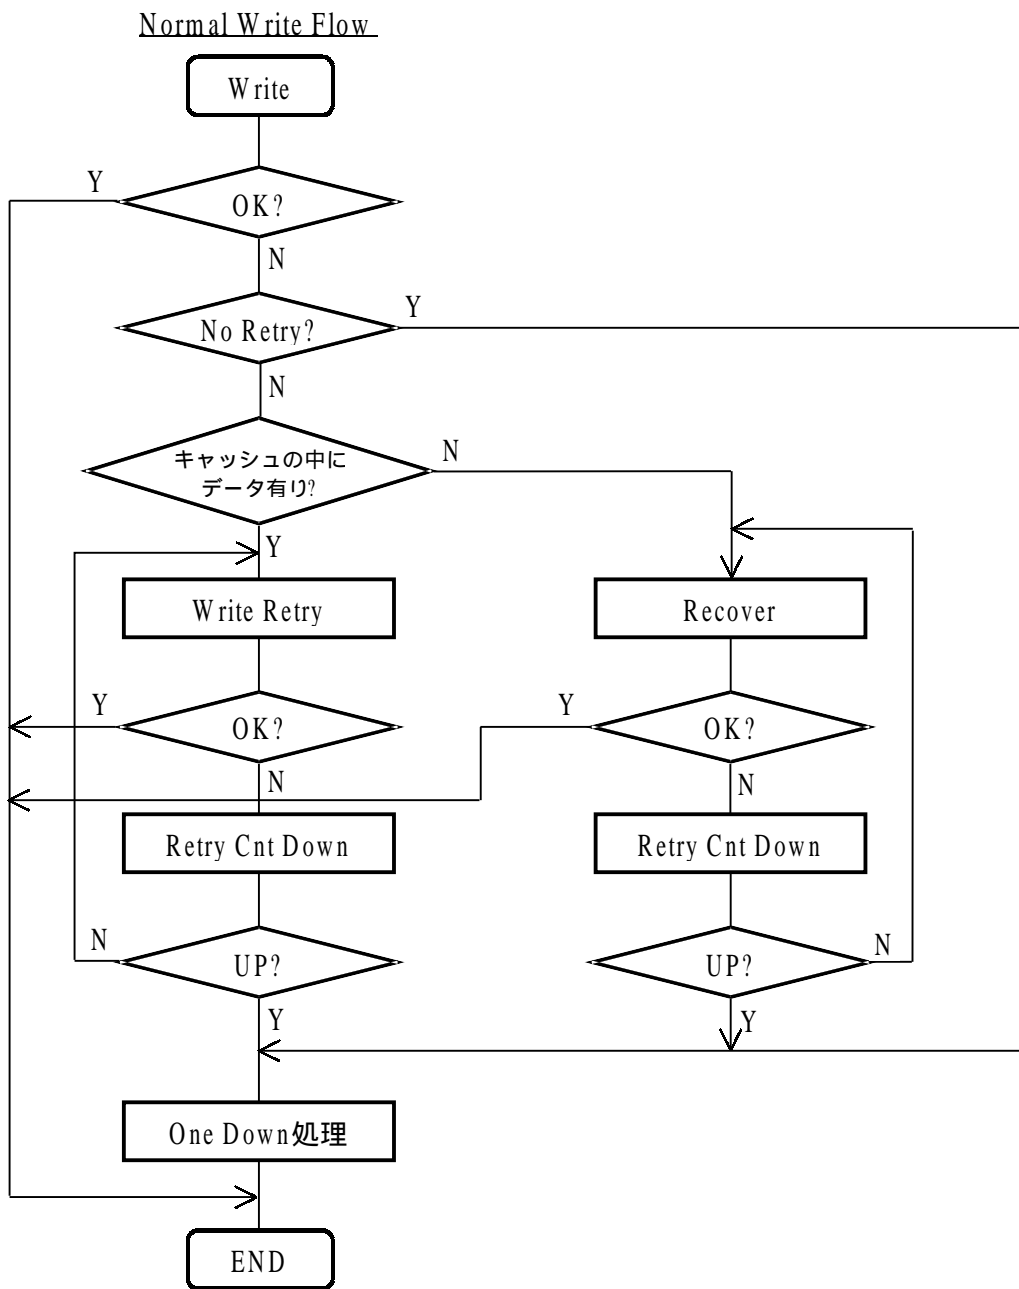 Normal Write Flow
Write
Y
OK?
N
Y
No Retry?
N
キャッシュの中に
データ有り?
N
Y
Write Retry
Recover
Y
OK?
Y
OK?
N
N
Retry Cnt Down
Retry Cnt Down
N
UP?
UP?
N
Y
Y
One Down処理
END